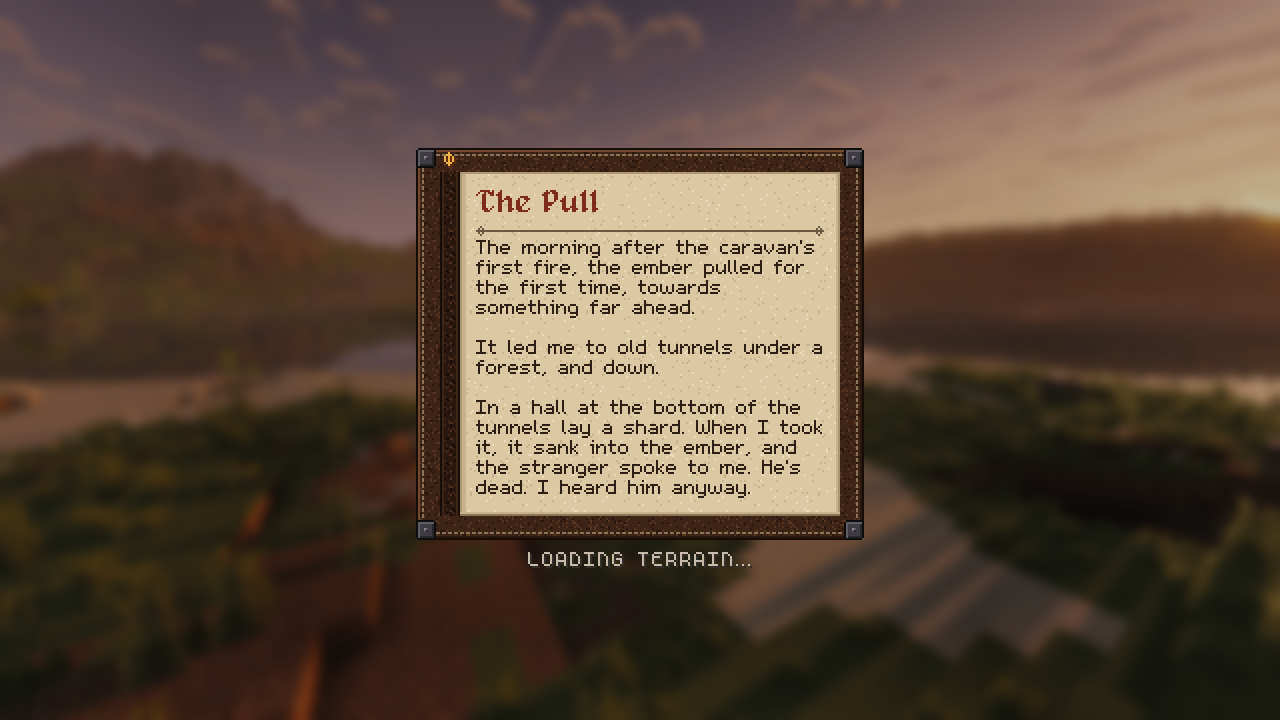 The Pull
The morning after the caravan's
first fire, the ember pulled for
the first time, towards
something far ahead.
It led me to old tunnels under a
forest, and down.
In a hall at the bottom of the
tunnels lay a shard. When I took
it, it sank into the ember, and
the stranger spoke to me. He's
dead. I heard him anyway.
LOADING TERRAIN...